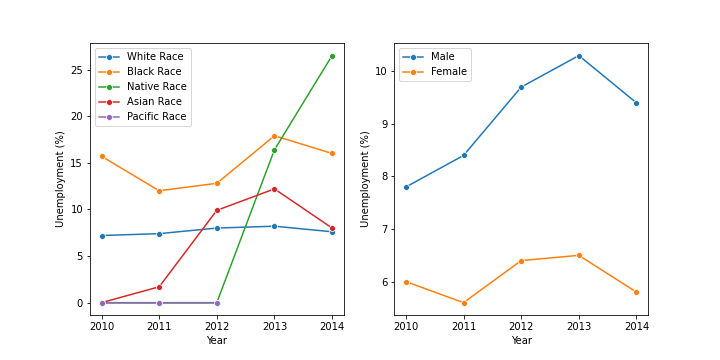 White Race
Black Race
Native Race
Asian Race
Pacific Race
25
20
15
10
5
0
Unemployment (%)
2010 2011 2012 2013 2014
Year
Male
Female
10
9
8
7
6
Unemployment (%)
2010 2011 2012 2013 2014
Year